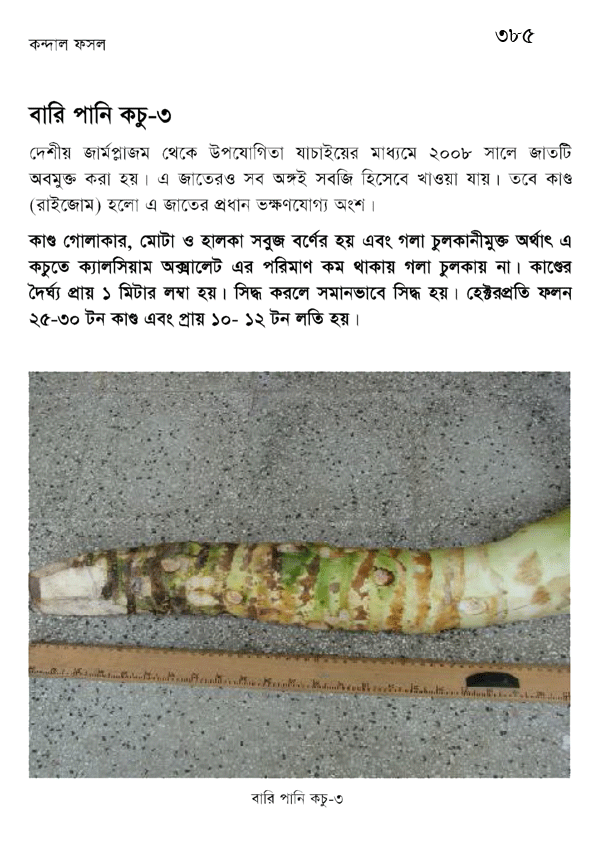 কন্দাল ফসল
৩৮৫
বারি পানি কচু-৩
দেশীয় জার্মপ্লাজম থেকে উপযোগিতা যাচাইয়ের মাধ্যমে ২০০৮ সালে জাতটি
অবমুক্ত করা হয়। এ জাতেরও সব অঙ্গই সবজি হিসেবে খাওয়া যায়। তবে কাণ্ড
(রাইজোম) হলো এ জাতের প্রধান ভক্ষণযোগ্য অংশ।
কাণ্ড গোলাকার, মোটা ও হালকা সবুজ বর্ণের হয় এবং গলা চুলকানীমুক্ত অর্থাৎ এ
কচুতে ক্যালসিয়াম অক্সালেট এর পরিমাণ কম থাকায় গলা চুলকায় না। কাণ্ডের
দৈর্ঘ্য প্রায় ১ মিটার লম্বা হয়। সিদ্ধ করলে সমানভাবে সিদ্ধ হয়। হেক্টরপ্রতি ফলন
২৫-৩০ টন কাণ্ড এবং প্রায় ১০- ১২ টন লতি হয়।
বারি পানি কচু-৩